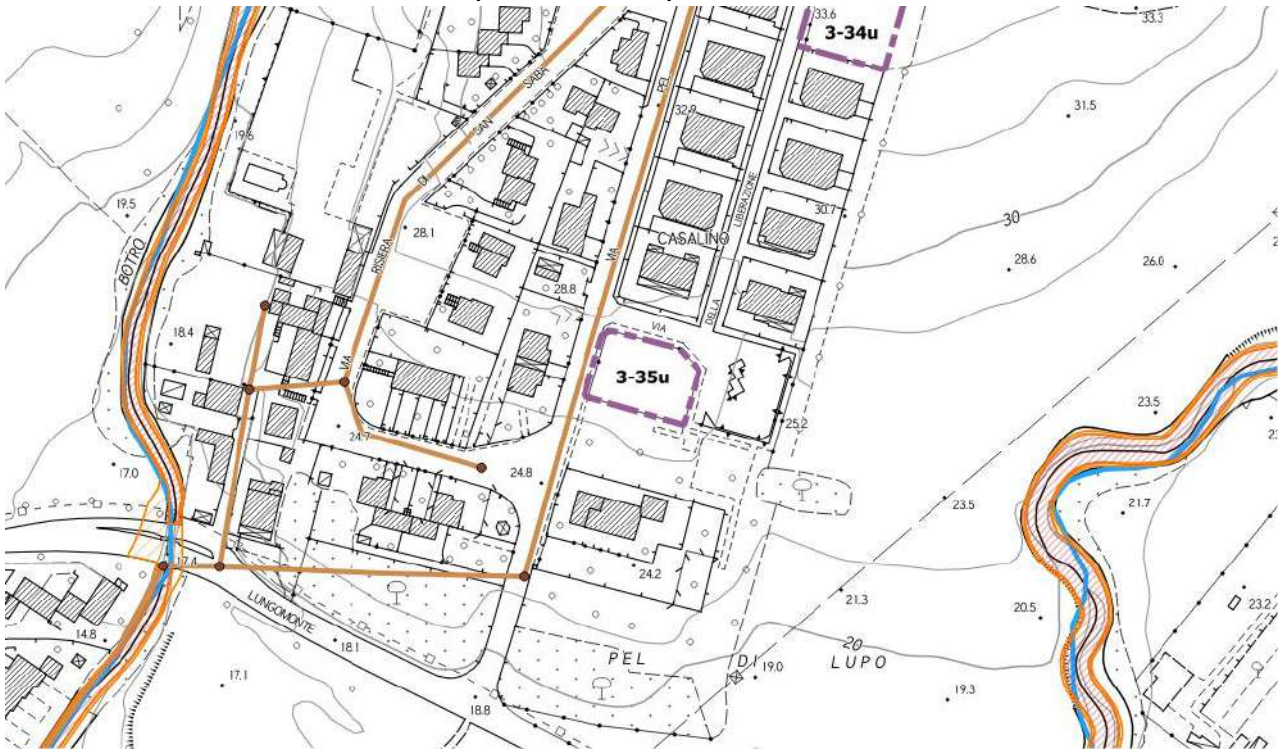 33.6
3-34u
33.3
SABA
PEL
SAN
DI
32.9
31.5
19.6
19.5
LIBERAZIONE
30.7
30
28.1
CASALINO
BOTRO
RISIERA
VIA
28.6
26.0
28.8
DELLA
VIA
18.4
VIA
3-35u
23.5
25.2
24.7
24.8
17.0
23.5
21.7
17.4
24.2
LUNGOMONTE
21.3
20.5
23.2
14.8
18.1
20
PEL DI LUPO
19.0
17.1
19.3
18.8